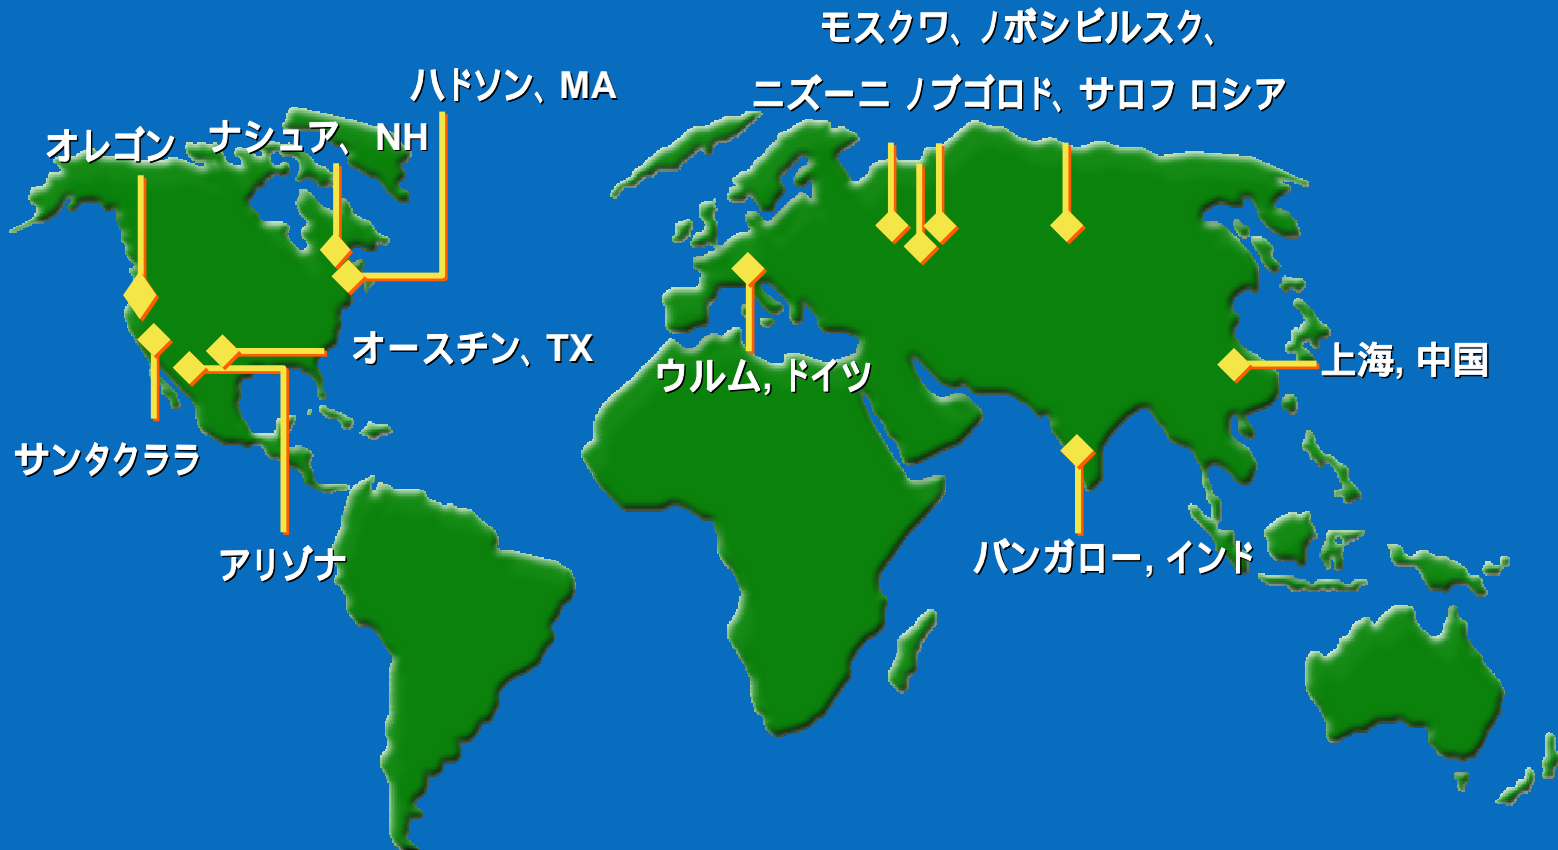 モスクワ、ノボシビルスク、
ニズーニ ノブゴロド、サロフ ロシア
ハドソン、MA
ナシュア、NH
オレゴン
オースチン、TX
ウルム, ドイツ
上海, 中国
サンタクララ
アリゾナ
バンガロー, インド